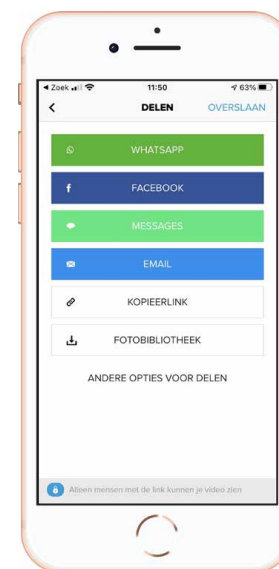 Zoek
11:50
63%
DELEN
OVERSLAAN
WHATSAPP
FACEBOOK
MESSAGES
EMAIL
KOPIEERLINK
FOTOBIBLIOTHEEK
ANDERE OPTIES VOOR DELEN
Alleen mensen met de link kunnen je video zien